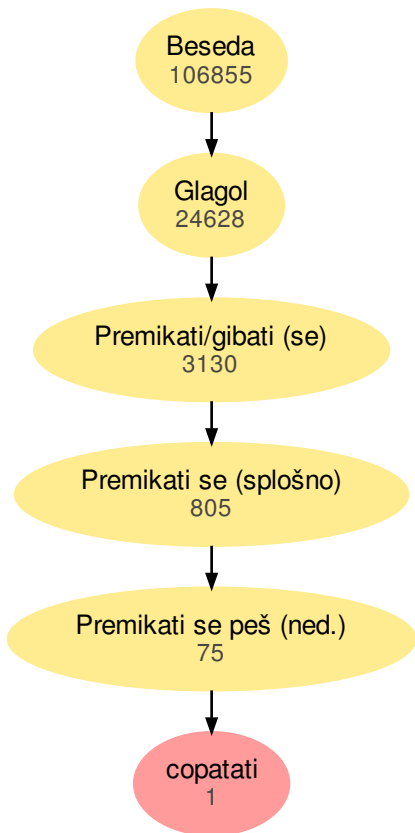 Beseda
106855
Glagol
24628
Premikati/gibati (se)
3130
Premikati se (splošno)
805
Premikati se peš (ned.)
75
copatati
1